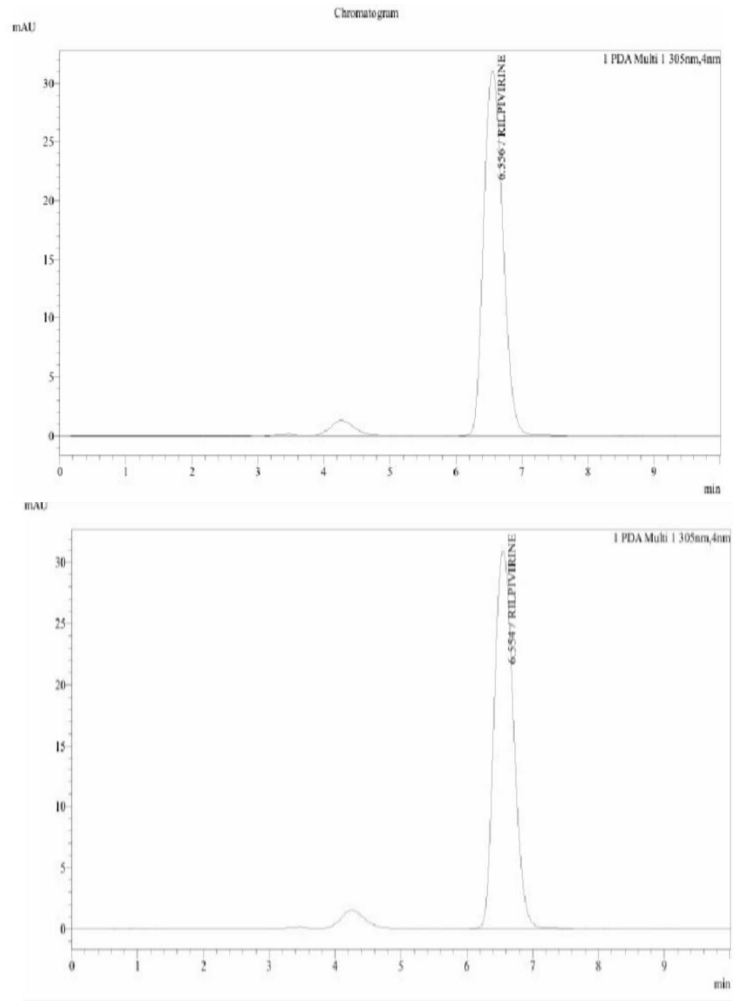 Chromatogram
mAU
1 PDA Multi 1 305nm,4nm
6.556 / RILPIVIRINE
30
25
20
15
10
5
0
0 1 2 3 4 5 6 7 8 9
min
mAU
1 PDA Multi 1 305nm,4nm
6.554 / RILPIVIRINE
30
25
20
15
10
5
0
0 1 2 3 4 5 6 7 8 9
min